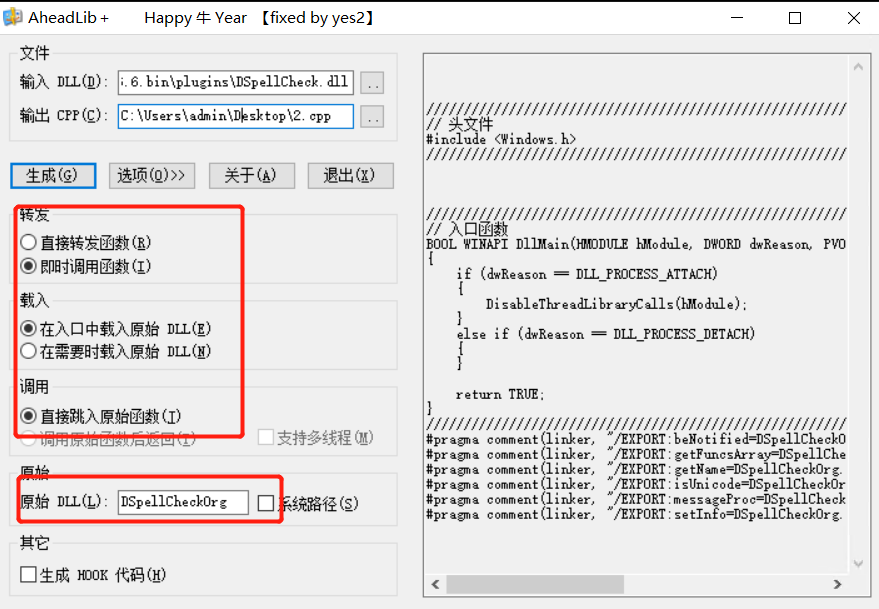 AheadLib+ Happy 牛 Year 【fixed by yes2】
文件
输入 DLL(D): .6.bin\plugins\DSpellCheck.dll ..
输出 CPP(C): C:\Users\admin\Desktop\2.cpp ..
生成(G) 选项(O)>> 关于(A) 退出(X)
转发
直接转发函数(R)
即时调用函数(I)
载入
在入口中载入原始 DLL(E)
在需要时载入原始 DLL(N)
调用
直接跳入原始函数(I)
调用原始函数后返回(I) 支持多线程(M)
原始
原始 DLL(L): DSpellCheckOrg 系统路径(S)
其它
生成 HOOK 代码(H)
////////////////////////////////////////////////////////
// 头文件
#include <Windows.h>
////////////////////////////////////////////////////////
////////////////////////////////////////////////////////
// 入口函数
BOOL WINAPI DllMain(HMODULE hModule, DWORD dwReason, PVO
{
if (dwReason == DLL_PROCESS_ATTACH)
{
DisableThreadLibraryCalls(hModule);
}
else if (dwReason == DLL_PROCESS_DETACH)
{
}
return TRUE;
}
////////////////////////////////////////////////////////
#pragma comment(linker, "/EXPORT:beNotified=DSpellCheckO
#pragma comment(linker, "/EXPORT:getFuncsArray=DSpellChe
#pragma comment(linker, "/EXPORT:getName=DSpellCheckOrg.
#pragma comment(linker, "/EXPORT:isUnicode=DSpellCheckOr
#pragma comment(linker, "/EXPORT:messageProc=DSpellCheck
#pragma comment(linker, "/EXPORT:setInfo=DSpellCheckOrg.